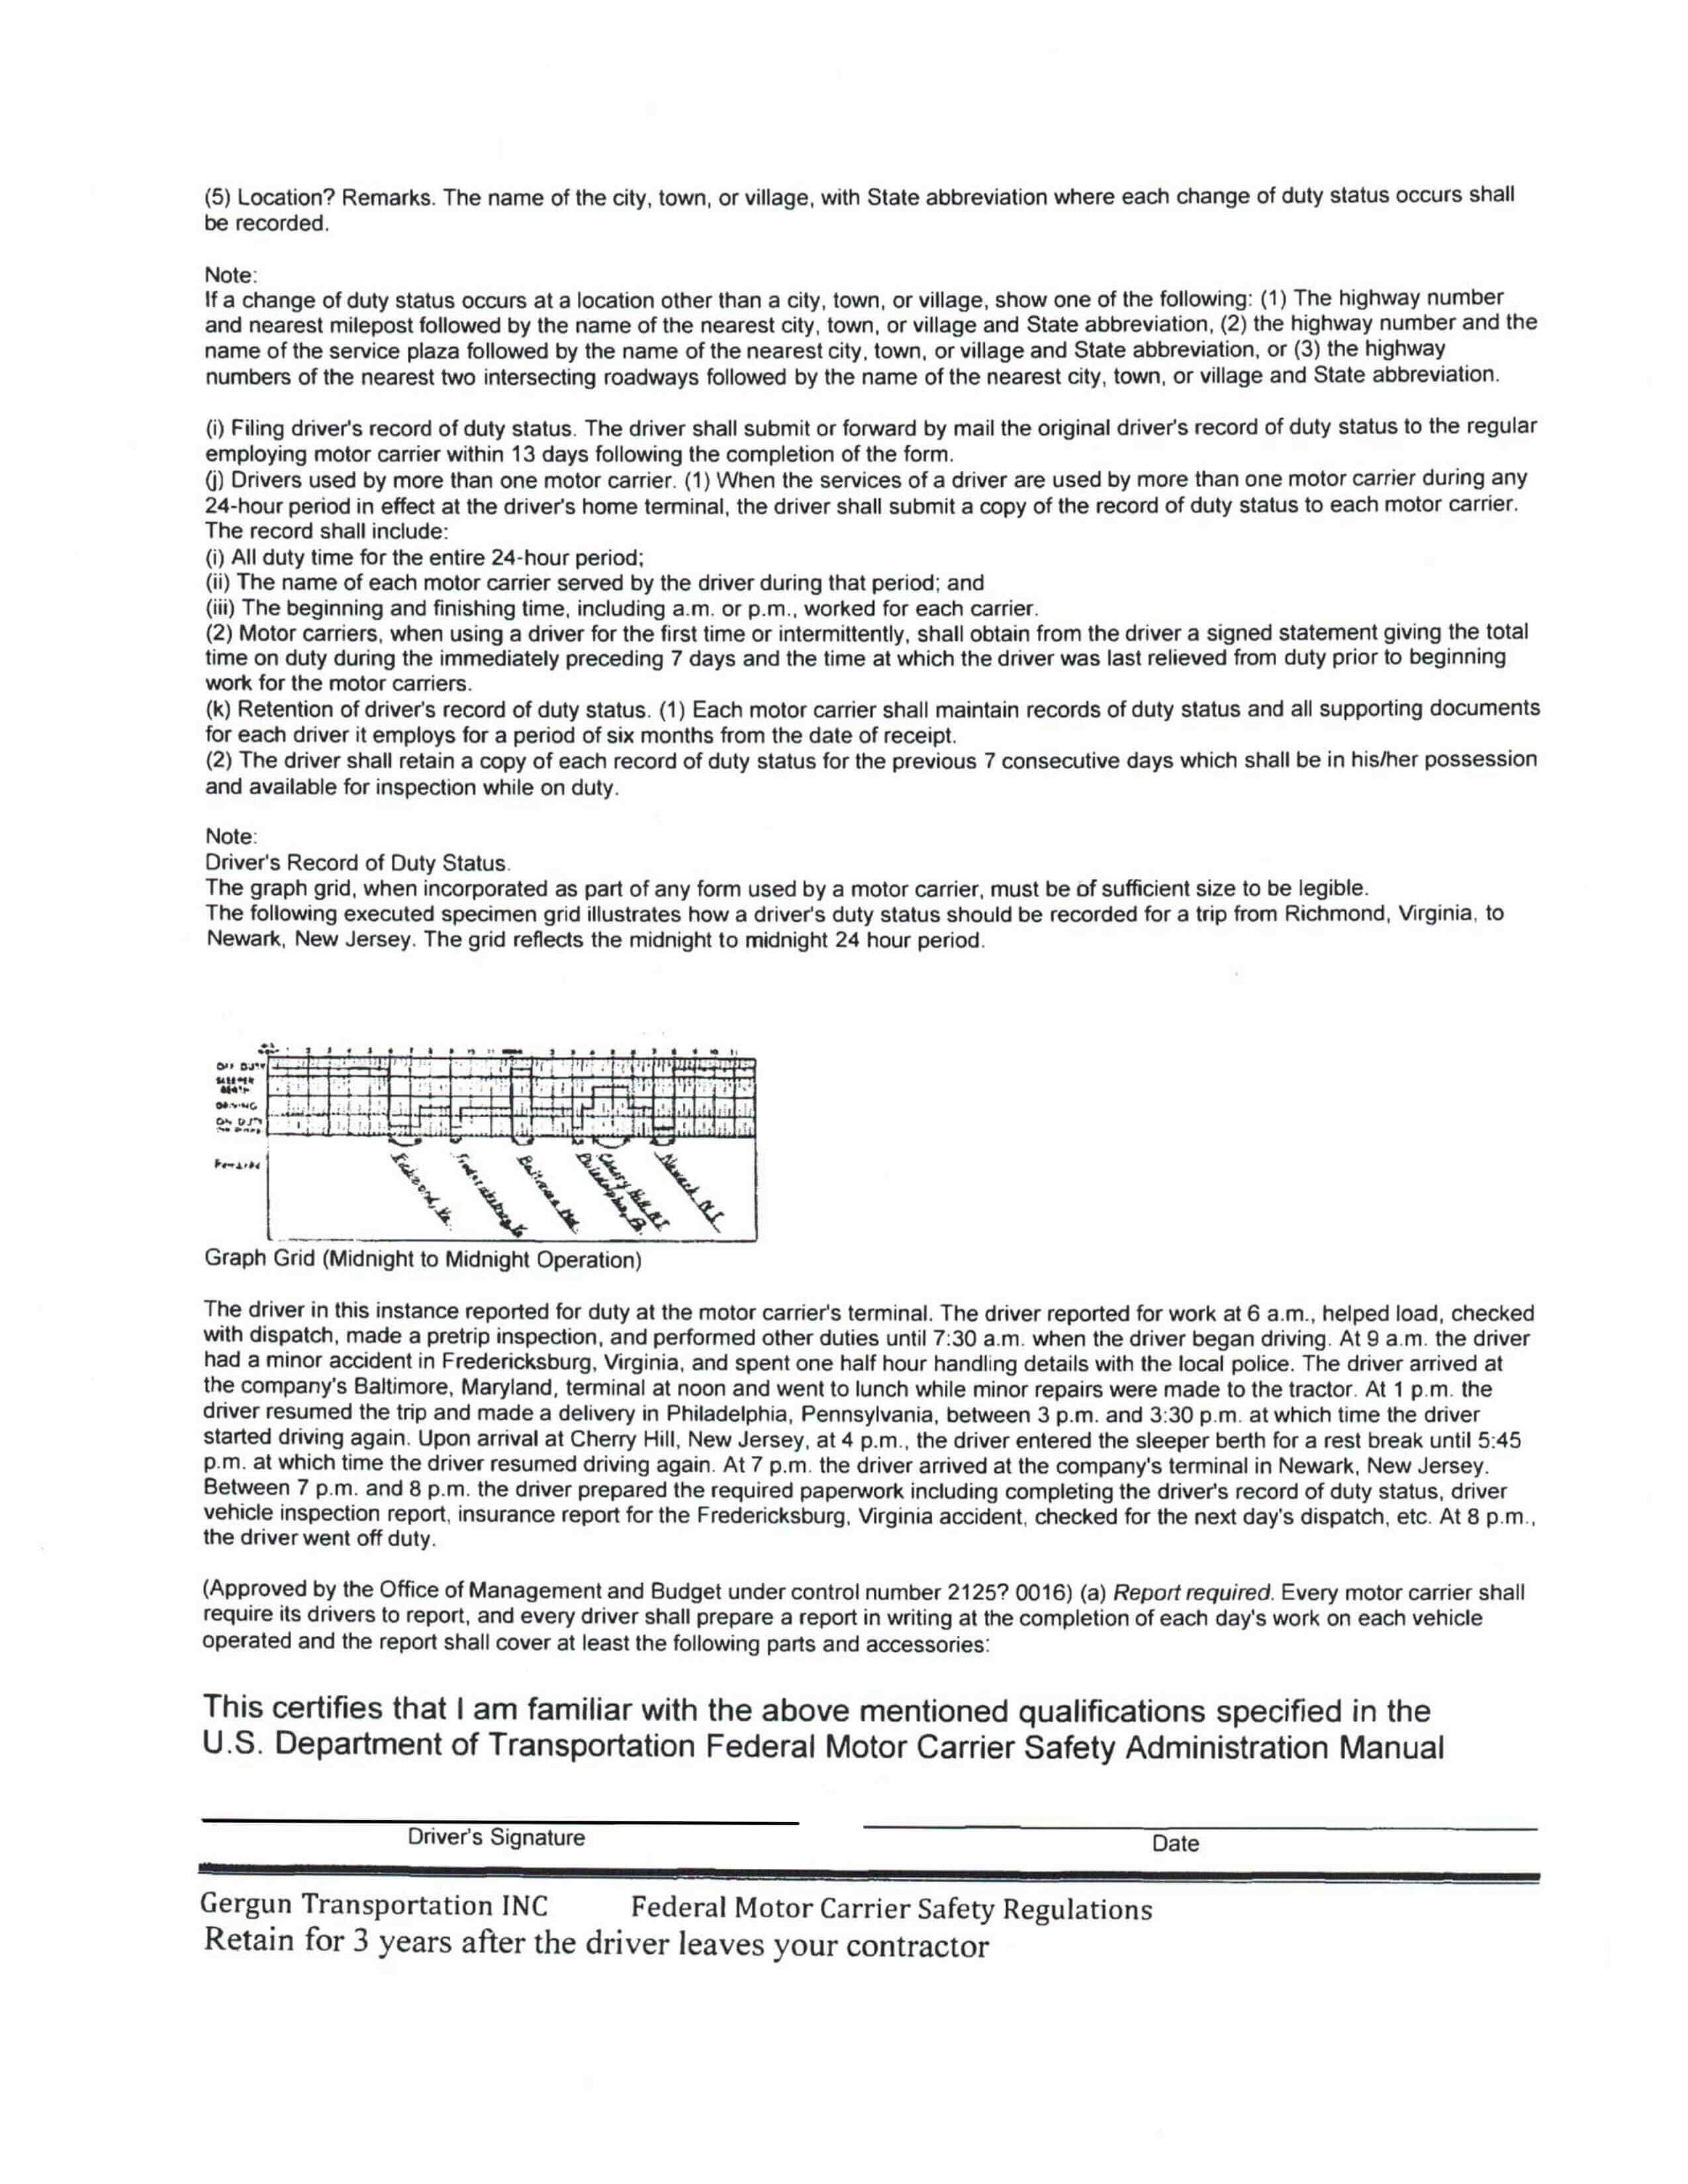 (5) Location? Remarks. The name of the city, town, or village, with State abbreviation where each change of duty status occurs shall
be recorded.
Note:
If a change of duty status occurs at a location other than a city, town, or village, show one of the following: (1) The highway number
and nearest milepost followed by the name of the nearest city, town, or village and State abbreviation, (2) the highway number and the
name of the service plaza followed by the name of the nearest city, town, or village and State abbreviation, or (3) the highway
numbers of the nearest two intersecting roadways followed by the name of the nearest city, town, or village and State abbreviation.
(i) Filing driver's record of duty status. The driver shall submit or forward by mail the original driver's record of duty status to the regular
employing motor carrier within 13 days following the completion of the form.
(j) Drivers used by more than one motor carrier. (1) When the services of a driver are used by more than one motor carrier during any
24-hour period in effect at the driver's home terminal, the driver shall submit a copy of the record of duty status to each motor carrier.
The record shall include:
(i) All duty time for the entire 24-hour period;
(ii) The name of each motor carrier served by the driver during that period; and
(iii) The beginning and finishing time, including a.m. or p.m., worked for each carrier.
(2) Motor carriers, when using a driver for the first time or intermittently, shall obtain from the driver a signed statement giving the total
time on duty during the immediately preceding 7 days and the time at which the driver was last relieved from duty prior to beginning
work for the motor carriers.
(k) Retention of driver's record of duty status. (1) Each motor carrier shall maintain records of duty status and all supporting documents
for each driver it employs for a period of six months from the date of receipt.
(2) The driver shall retain a copy of each record of duty status for the previous 7 consecutive days which shall be in his/her possession
and available for inspection while on duty.
Note:
Driver's Record of Duty Status.
The graph grid, when incorporated as part of any form used by a motor carrier, must be of sufficient size to be legible.
The following executed specimen grid illustrates how a driver's duty status should be recorded for a trip from Richmond, Virginia, to
Newark, New Jersey. The grid reflects the midnight to midnight 24 hour period.
OFF DUTY
SLEEPER
BERTH
DRIVING
ON DUTY
Remarks
Richmond, Va.
Fredericksburg
Baltimore Md.
Philadelphia, Pa.
Cherry Hill, N.J.
Newark, N.J.
Graph Grid (Midnight to Midnight Operation)
The driver in this instance reported for duty at the motor carrier's terminal. The driver reported for work at 6 a.m., helped load, checked
with dispatch, made a pretrip inspection, and performed other duties until 7:30 a.m. when the driver began driving. At 9 a.m. the driver
had a minor accident in Fredericksburg, Virginia, and spent one half hour handling details with the local police. The driver arrived at
the company's Baltimore, Maryland, terminal at noon and went to lunch while minor repairs were made to the tractor. At 1 p.m. the
driver resumed the trip and made a delivery in Philadelphia, Pennsylvania, between 3 p.m. and 3:30 p.m. at which time the driver
started driving again. Upon arrival at Cherry Hill, New Jersey, at 4 p.m., the driver entered the sleeper berth for a rest break until 5:45
p.m. at which time the driver resumed driving again. At 7 p.m. the driver arrived at the company's terminal in Newark, New Jersey.
Between 7 p.m. and 8 p.m. the driver prepared the required paperwork including completing the driver's record of duty status, driver
vehicle inspection report, insurance report for the Fredericksburg, Virginia accident, checked for the next day's dispatch, etc. At 8 p.m.,
the driver went off duty.
(Approved by the Office of Management and Budget under control number 2125? 0016) (a) Report required. Every motor carrier shall
require its drivers to report, and every driver shall prepare a report in writing at the completion of each day's work on each vehicle
operated and the report shall cover at least the following parts and accessories:
This certifies that I am familiar with the above mentioned qualifications specified in the
U.S. Department of Transportation Federal Motor Carrier Safety Administration Manual
Driver's Signature
Date
Gergun Transportation INC Federal Motor Carrier Safety Regulations
Retain for 3 years after the driver leaves your contractor